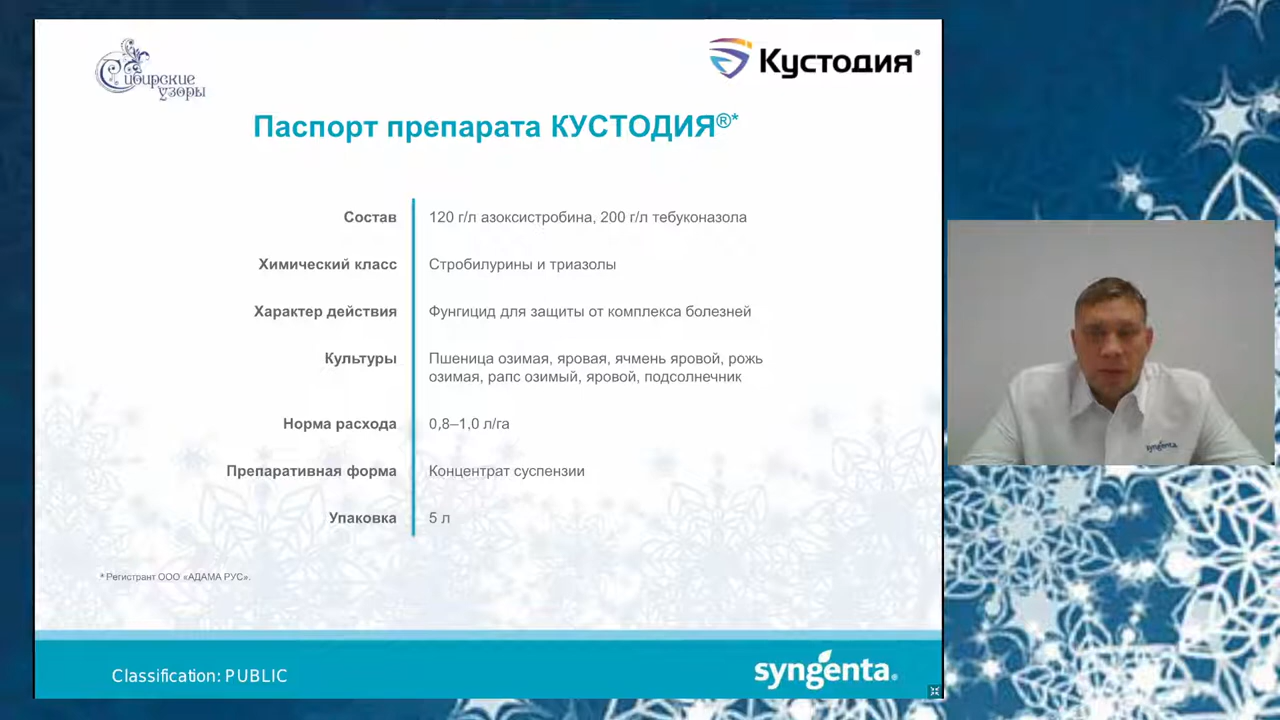 Сибирские
узоры
Кустодия®
Паспорт препарата КУСТОДИЯ®*
Состав
120 г/л азоксистробина, 200 г/л тебуконазола
Химический класс
Стробилурины и триазолы
Характер действия
Фунгицид для защиты от комплекса болезней
Культуры
Пшеница озимая, яровая, ячмень яровой, рожь
озимая, рапс озимый, яровой, подсолнечник
Норма расхода
0,8–1,0 л/га
Препаративная форма
Концентрат суспензии
Упаковка
5 л
* Регистрант ООО «АДАМА РУС».
Classification: PUBLIC
syngenta®
syngenta